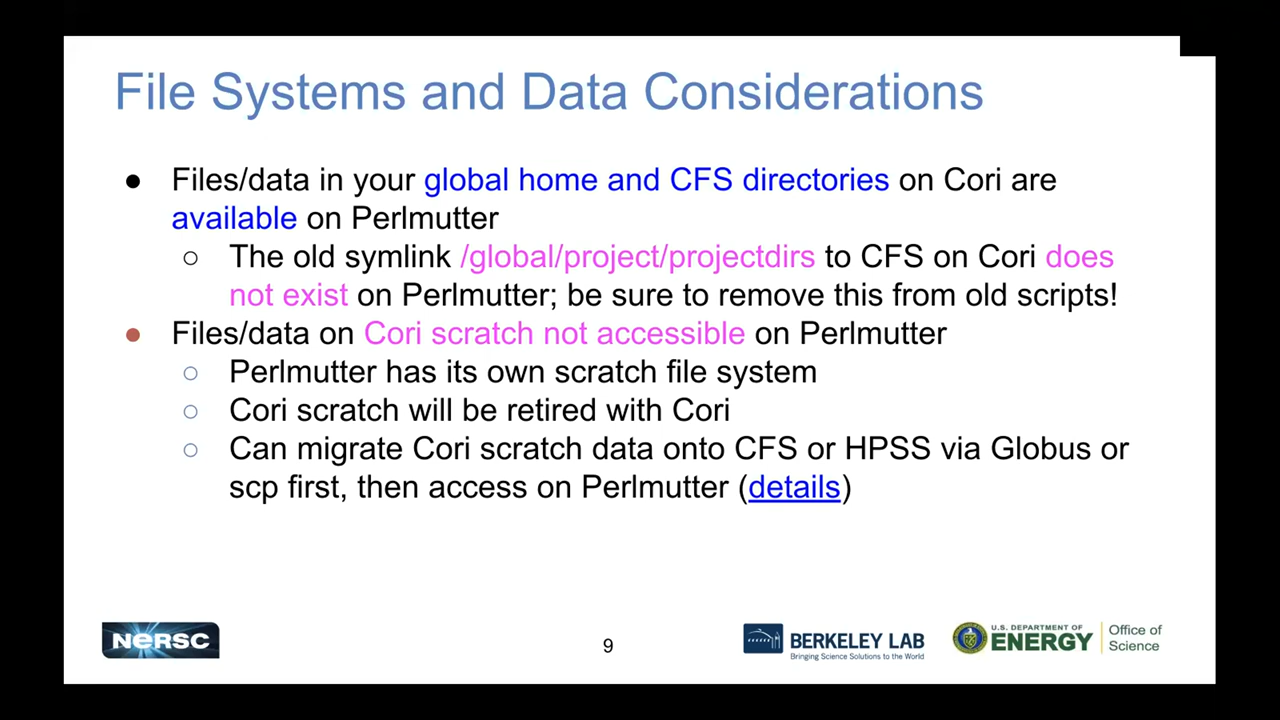 File Systems and Data Considerations
● Files/data in your global home and CFS directories on Cori are
available on Perlmutter
○ The old symlink /global/project/projectdirs to CFS on Cori does
not exist on Perlmutter; be sure to remove this from old scripts!
● Files/data on Cori scratch not accessible on Perlmutter
○ Perlmutter has its own scratch file system
○ Cori scratch will be retired with Cori
○ Can migrate Cori scratch data onto CFS or HPSS via Globus or
scp first, then access on Perlmutter (details)
NERSC
9
BERKELEY LAB
Bringing Science Solutions to the World
U.S. DEPARTMENT OF
ENERGY
Office of
Science